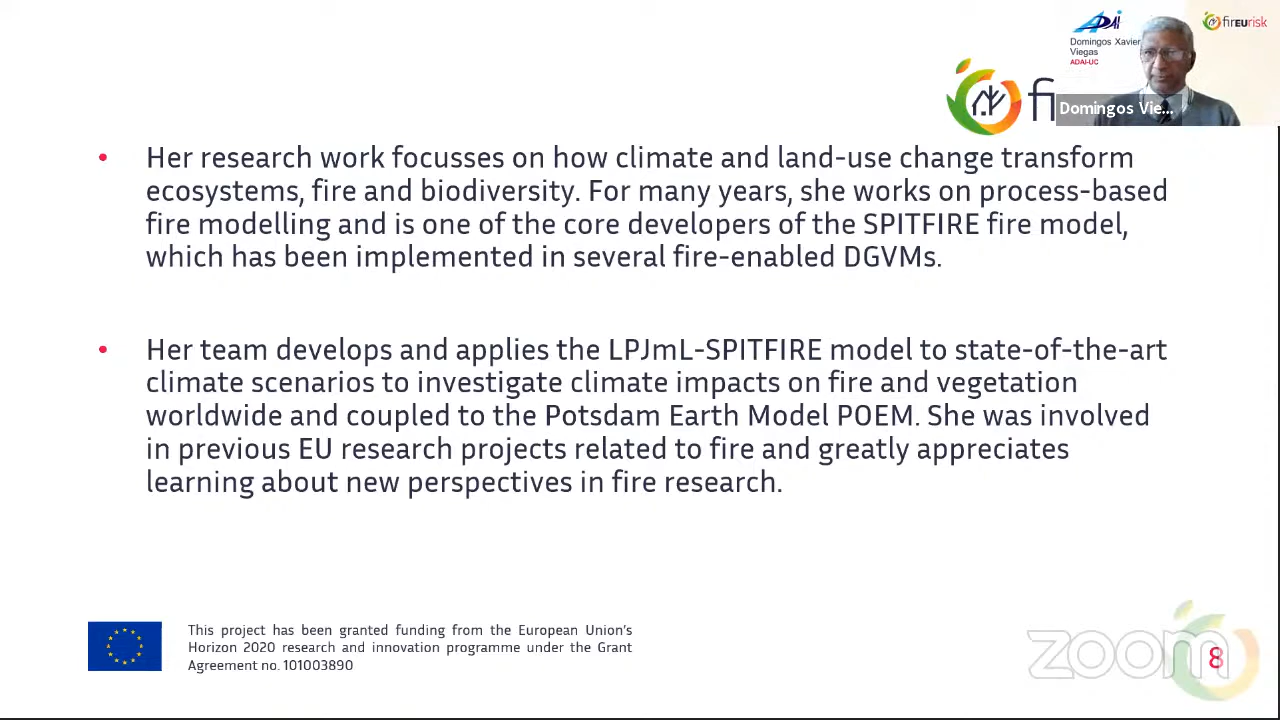 ADAI
Domingos Xavier
Viegas
ADAI-UC
fireurisk
fi
Domingos Vie...
• Her research work focusses on how climate and land-use change transform
ecosystems, fire and biodiversity. For many years, she works on process-based
fire modelling and is one of the core developers of the SPITFIRE fire model,
which has been implemented in several fire-enabled DGVMs.
• Her team develops and applies the LPJmL-SPITFIRE model to state-of-the-art
climate scenarios to investigate climate impacts on fire and vegetation
worldwide and coupled to the Potsdam Earth Model POEM. She was involved
in previous EU research projects related to fire and greatly appreciates
learning about new perspectives in fire research.
This project has been granted funding from the European Union's
Horizon 2020 research and innovation programme under the Grant
Agreement no. 101003890
zoom
8